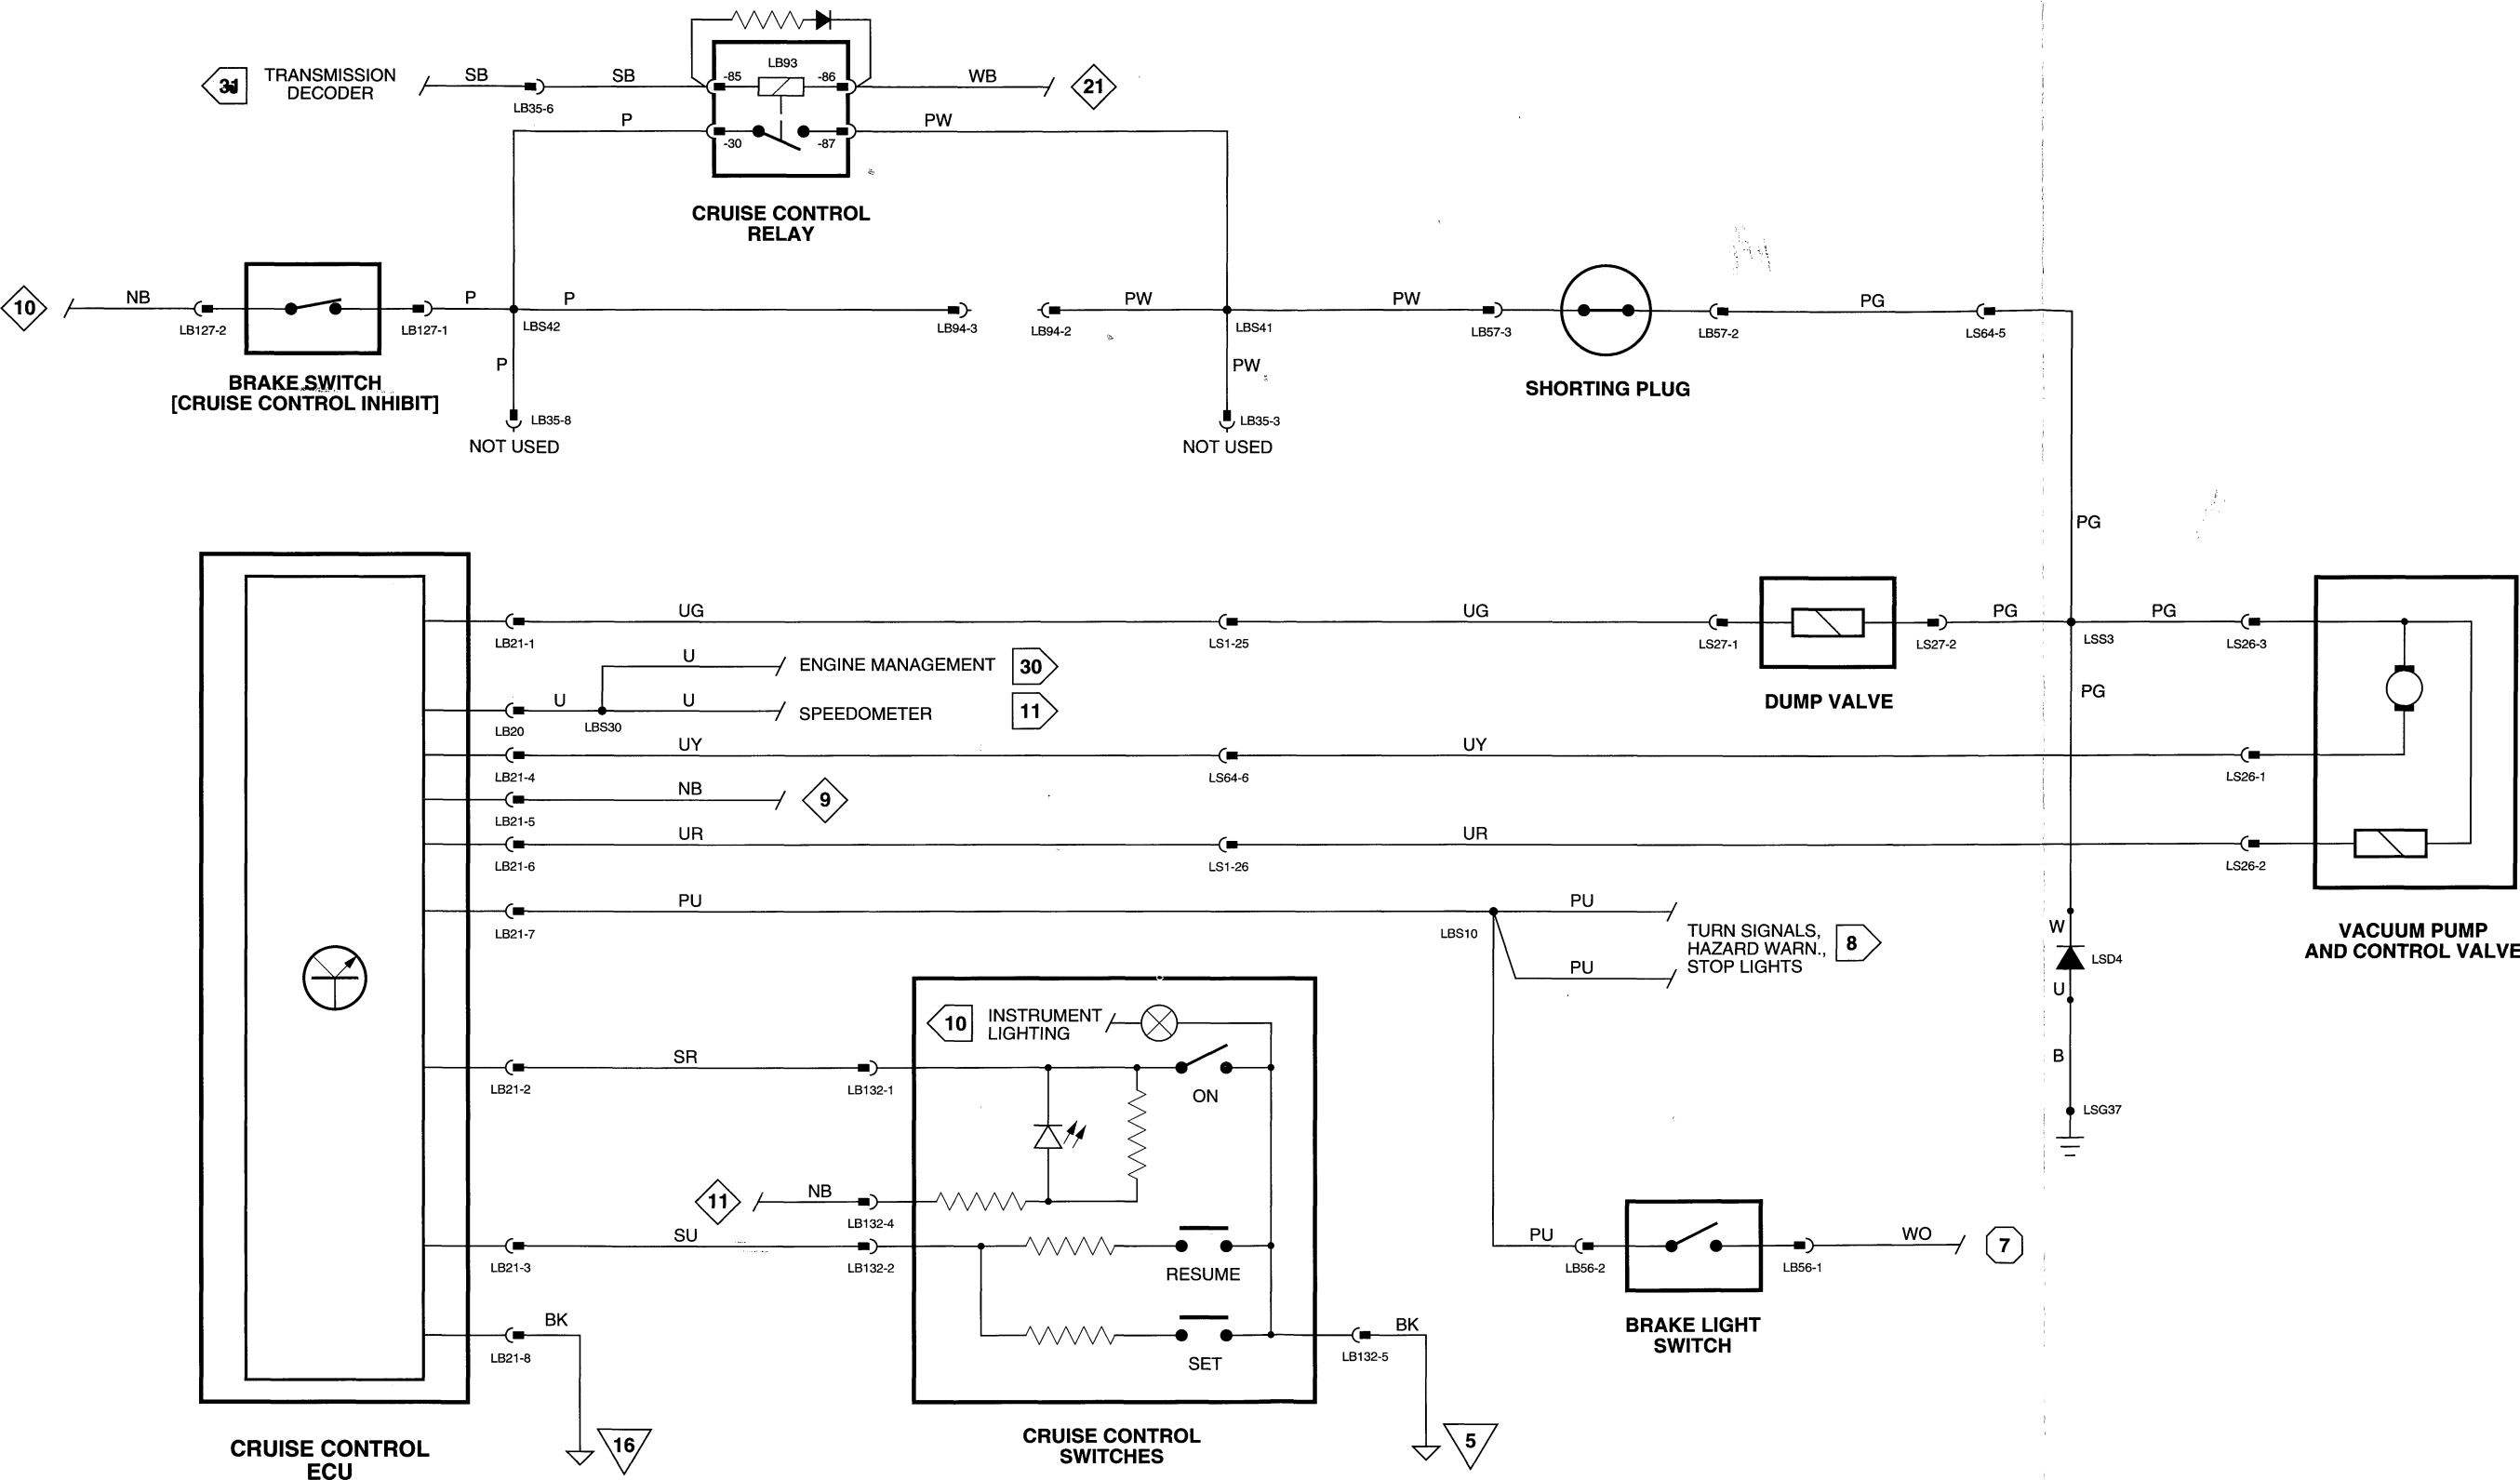 LB93
31
TRANSMISSION
DECODER
SB
SB
-85
-86
WB
21
LB35-6
P
PW
-30
-87
CRUISE CONTROL
RELAY
10
NB
P
P
PW
PW
PG
LB127-2
LB127-1
LBS42
LB94-3
LB94-2
LBS41
LB57-3
LB57-2
LS64-5
P
PW
BRAKE SWITCH
[CRUISE CONTROL INHIBIT]
SHORTING PLUG
LB35-8
LB35-3
NOT USED
NOT USED
PG
UG
UG
PG
PG
LB21-1
LS1-25
LS27-1
LS27-2
LSS3
LS26-3
U
ENGINE MANAGEMENT
30
U
U
SPEEDOMETER
11
DUMP VALVE
PG
LB20
LBS30
UY
UY
LB21-4
LS64-6
LS26-1
NB
9
LB21-5
UR
UR
LB21-6
LS1-26
LS26-2
PU
PU
LB21-7
LBS10
TURN SIGNALS,
HAZARD WARN.,
STOP LIGHTS
8
PU
W
LSD4
U
VACUUM PUMP
AND CONTROL VALVE
10
INSTRUMENT
LIGHTING
SR
B
LB21-2
LB132-1
ON
LSG37
11
NB
LB132-4
SU
LB21-3
LB132-2
RESUME
PU
WO
7
LB56-2
LB56-1
BK
BK
LB21-8
LB132-5
SET
BRAKE LIGHT
SWITCH
16
5
CRUISE CONTROL
ECU
CRUISE CONTROL
SWITCHES